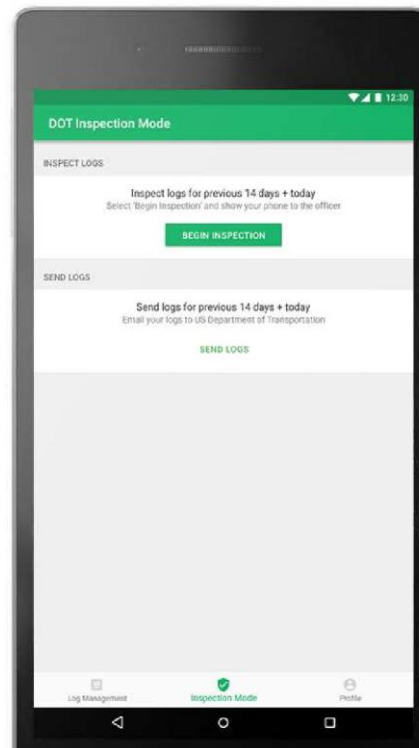 12:30
DOT Inspection Mode
INSPECT LOGS
Inspect logs for previous 14 days + today
Select 'Begin Inspection' and show your phone to the officer
BEGIN INSPECTION
SEND LOGS
Send logs for previous 14 days + today
Email your logs to US Department of Transportation
SEND LOGS
Log Management
Inspection Mode
Profile